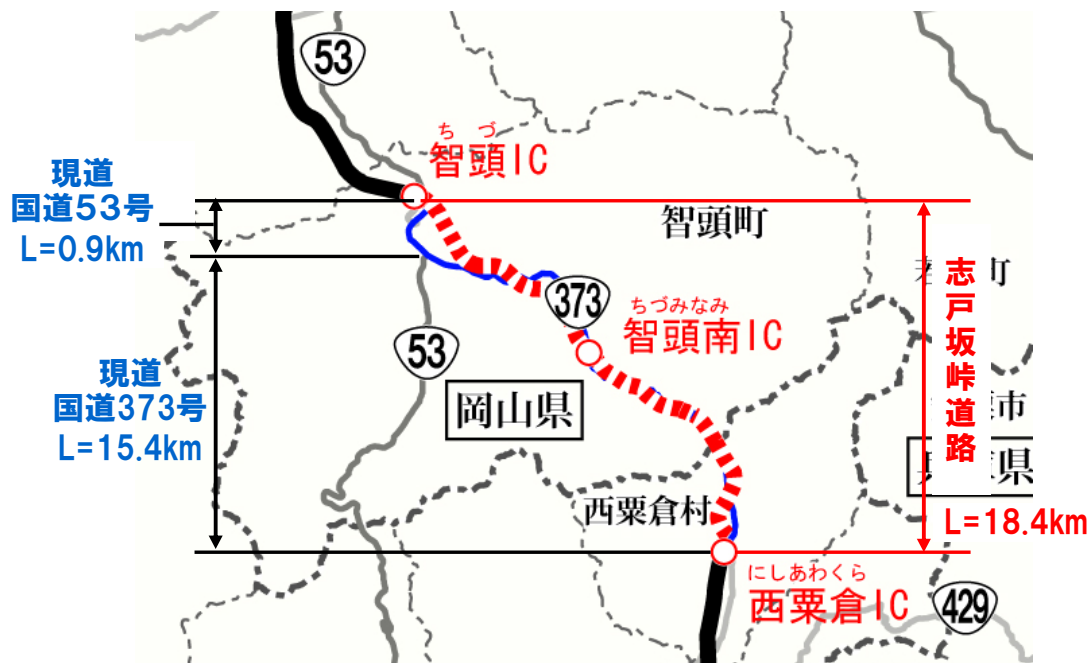 53
ちづ
智頭IC
現道
国道53号
L=0.9km
智頭町
373
ちづみなみ
智頭南IC
53
町
志戸坂峠道路
現道
国道373号
L=15.4km
岡山県
市
県
西粟倉村
L=18.4km
にしあわくら
西粟倉IC
429